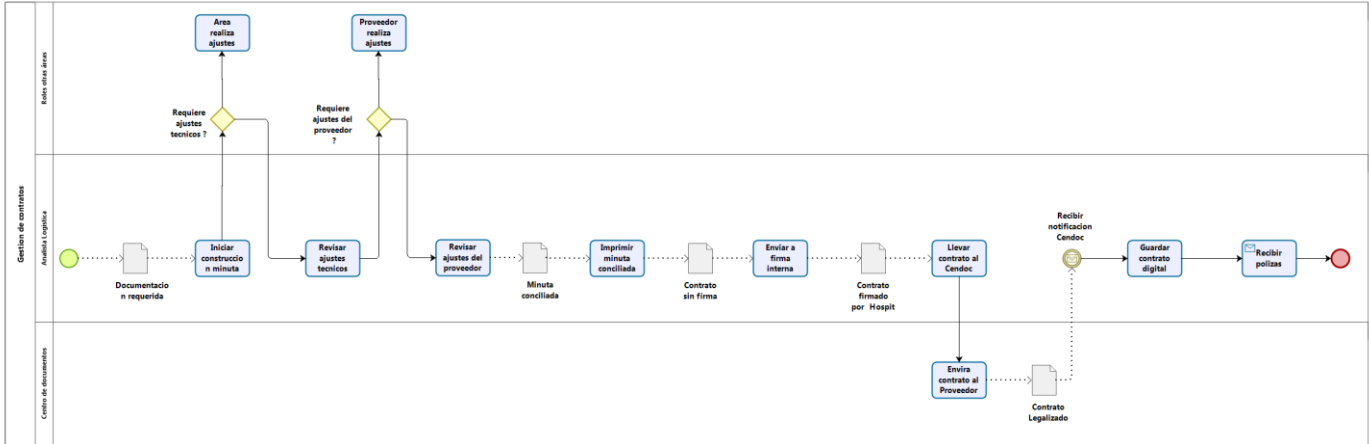 Gestion de contratos
Roles otras áreas
Area
realiza
ajustes
Proveedor
realiza
ajustes
Requiere
ajustes
tecnicos ?
Requiere
ajustes del
proveedor
?
Analista Logistica
Documentacio
n requerida
Iniciar
construccio
n minuta
Revisar
ajustes
tecnicos
Revisar
ajustes del
proveedor
Minuta
conciliada
Imprimir
minuta
conciliada
Contrato
sin firma
Enviar a
firma
interna
Contrato
firmado
por Hospit
Llevar
contrato al
Cendoc
Recibir
notificacion
Cendoc
Guardar
contrato
digital
Recibir
polizas
Centro de documentos
Envira
contrato al
Proveedor
Contrato
Legalizado